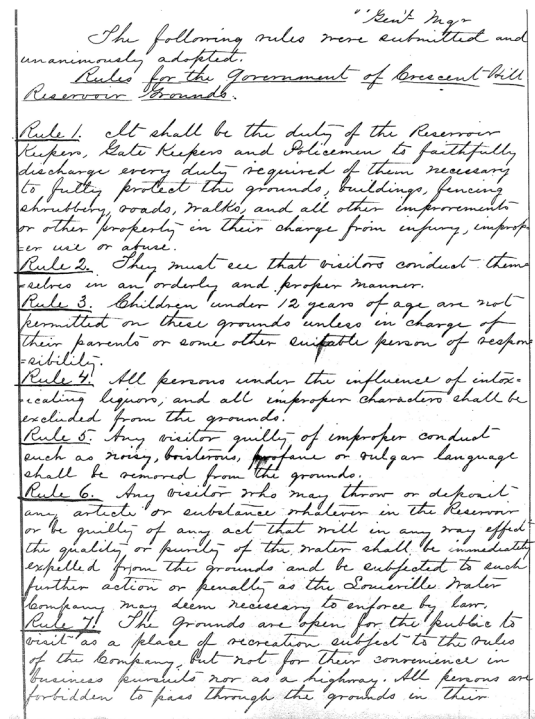 " Gen'l Mgr
The following rules were submitted and
unanimously adopted.
Rules for the Government of Crescent Hill
Reservoir Grounds.
Rule 1. It shall be the duty of the Reservoir
Keepers, Gate Keepers and Policemen to faithfully
discharge every duty required of them necessary
to fully protect the grounds, buildings, fencing
shrubbery, roads, walks, and all other improvements
or other property in their charge from injury, improp=
=er use or abuse.
Rule 2. They must see that visitors conduct them=
=selves in an orderly and proper manner.
Rule 3. Children under 12 years of age are not
permitted on these grounds unless in charge of
their parents or some other suitable person of respon=
=sibility.
Rule 4. All persons under the influence of intox=
=icating liquors, and all improper characters shall be
excluded from the grounds.
Rule 5. Any visitor guilty of improper conduct
such as noisy, boisterous, profane or vulgar language
shall be removed from the grounds.
Rule 6. Any visitor who may throw or deposit
any article or substance whatever in the Reservoir
or be guilty of any act that will in any way effect
the quality or purity of the water shall be immediately
expelled from the grounds and be subjected to such
further action or penalty as the Louisville Water
Company may deem necessary to enforce by law.
Rule 7. The grounds are open for the public to
visit as a place of recreation subject to the rules
of the Company, but not for their convenience in
business pursuits nor as a highway. All persons are
forbidden to pass through the grounds in their